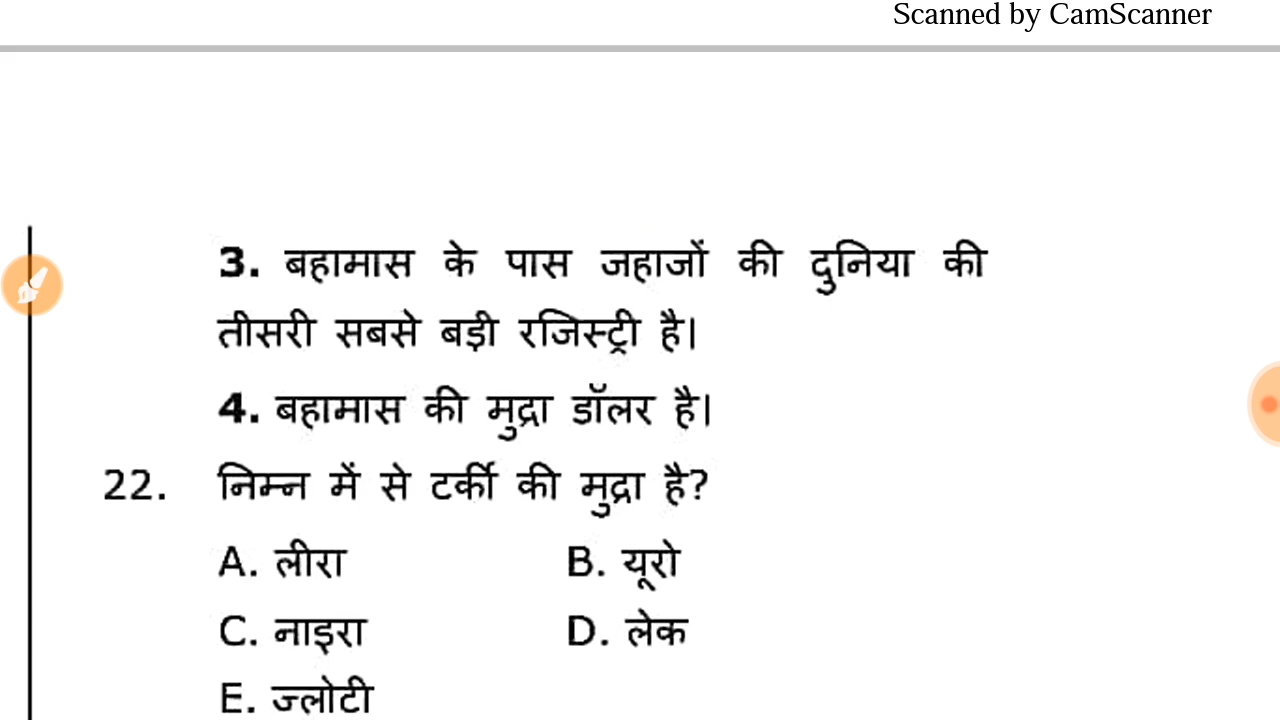 Scanned by CamScanner
3. बहामास के पास जहाजों की दुनिया की
तीसरी सबसे बड़ी रजिस्ट्री है।
4. बहामास की मुद्रा डॉलर है।
22. निम्न में से टर्की की मुद्रा है?
A. लीरा B. यूरो
C. नाइरा D. लेक
E. ज्लोटी